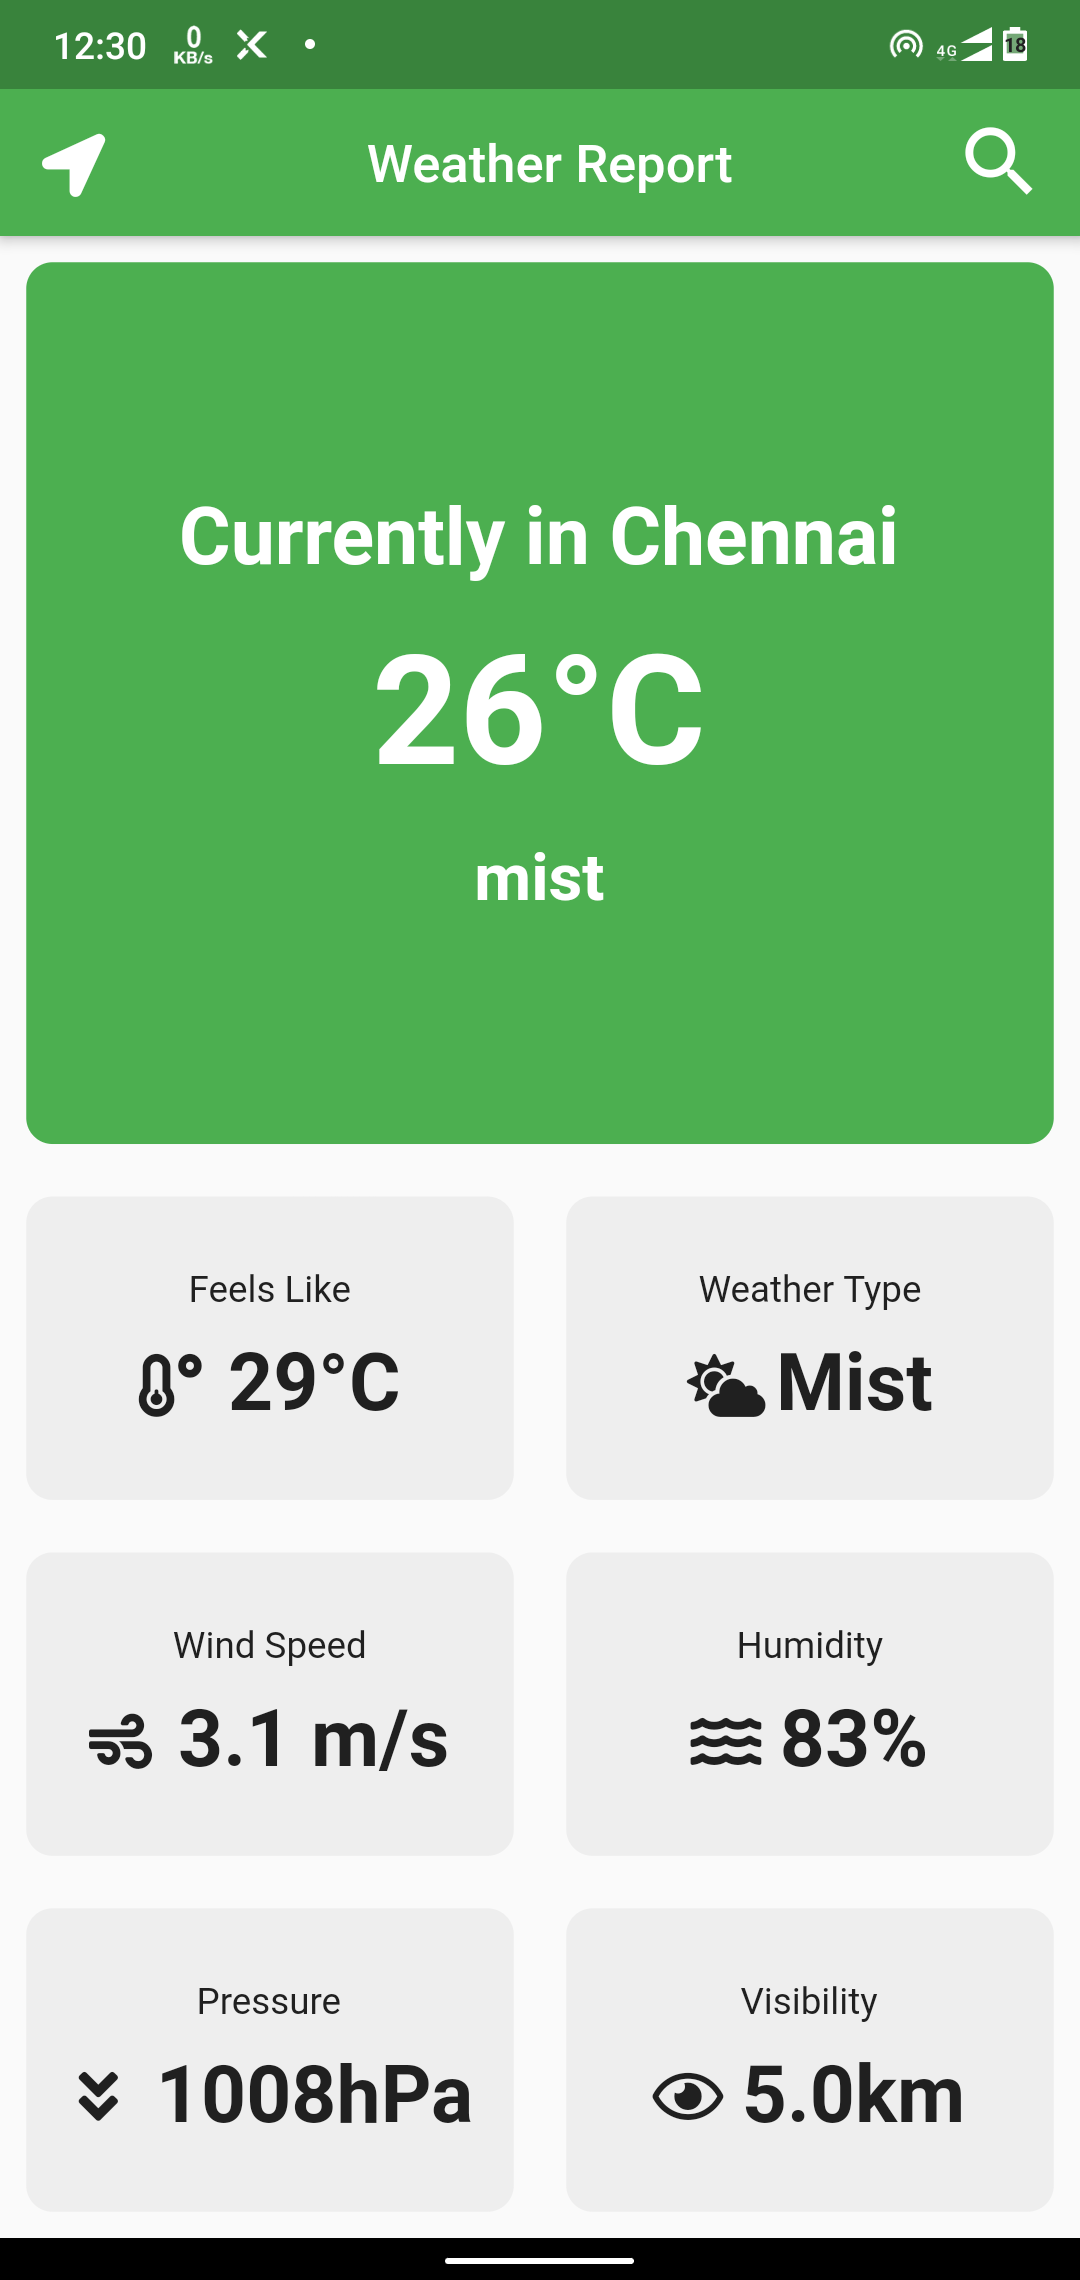 12:30
0
KB/s
4G
18
Weather Report
Currently in Chennai
26°C
mist
Feels Like
29°C
Weather Type
Mist
Wind Speed
3.1 m/s
Humidity
83%
Pressure
1008hPa
Visibility
5.0km